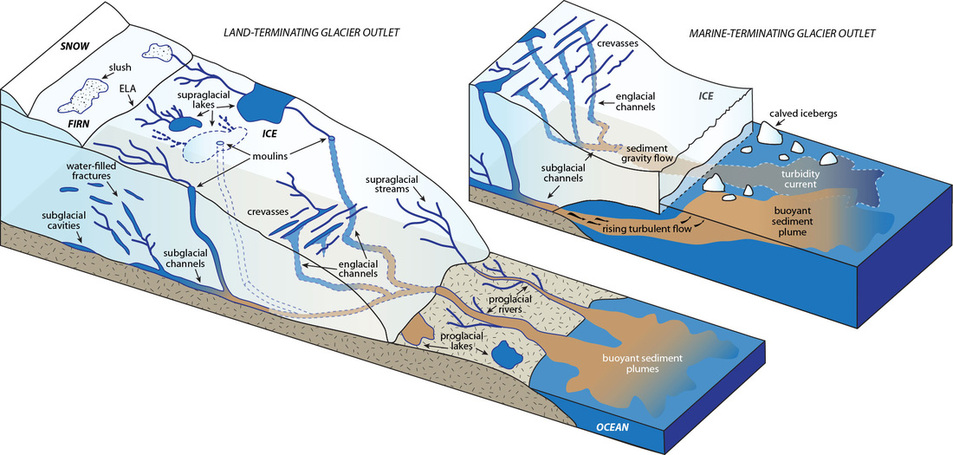 LAND-TERMINATING GLACIER OUTLET
SNOW
slush
ELA
FIRN
supraglacial
lakes
ICE
moulins
water-filled
fractures
supraglacial
streams
subglacial
cavities
crevasses
subglacial
channels
englacial
channels
proglacial
rivers
proglacial
lakes
buoyant sediment
plumes
OCEAN
MARINE-TERMINATING GLACIER OUTLET
crevasses
ICE
englacial
channels
calved icebergs
sediment
gravity flow
subglacial
channels
turbidity
current
buoyant
sediment
plume
rising turbulent flow